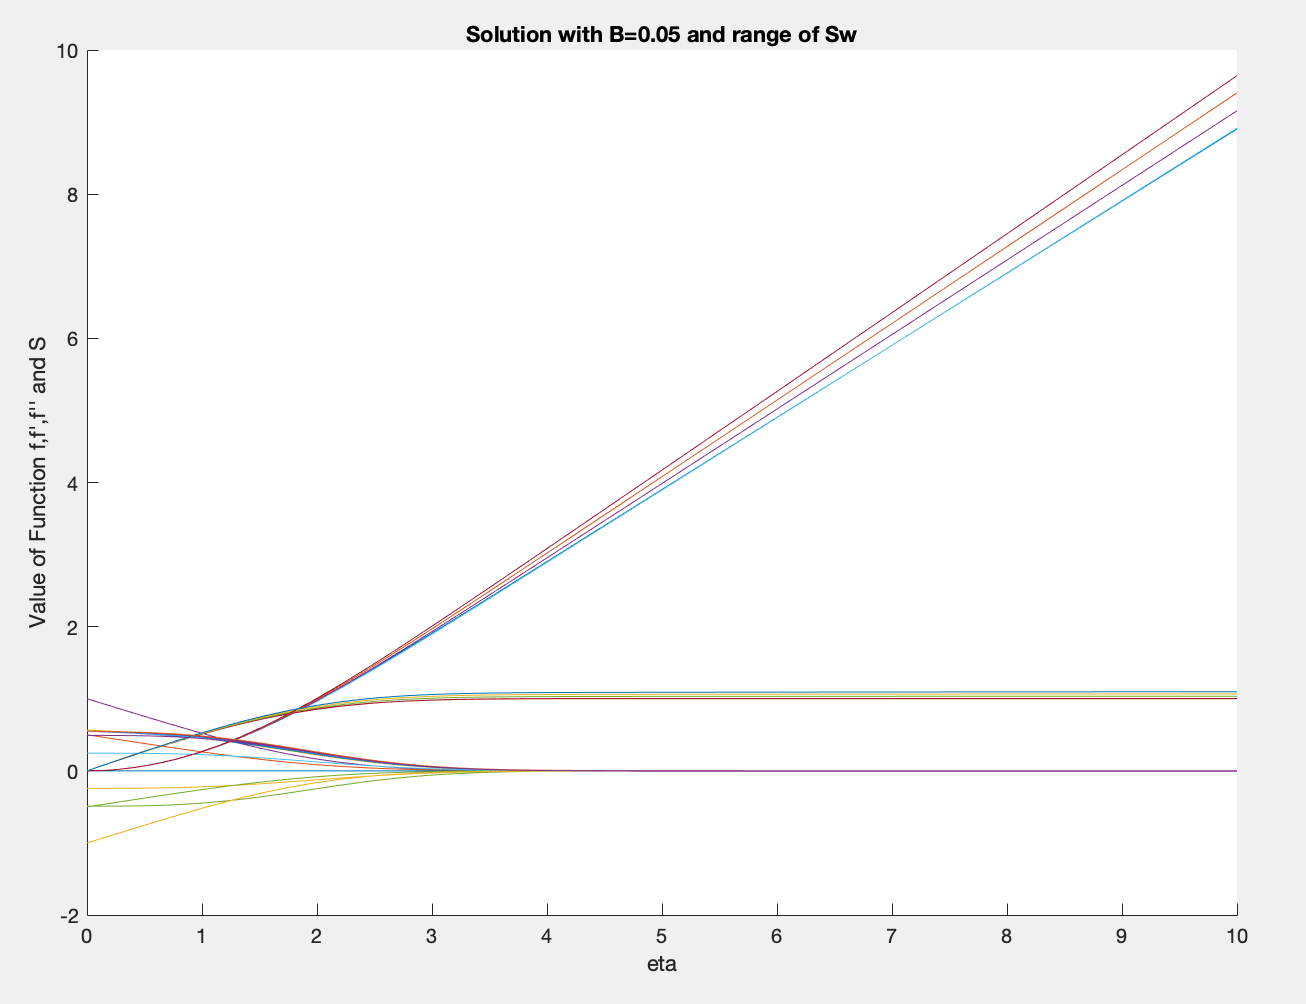 Solution with B=0.05 and range of Sw
10
8
6
4
2
0
-2
Value of Function f,f',f'' and S
0 1 2 3 4 5 6 7 8 9 10
eta